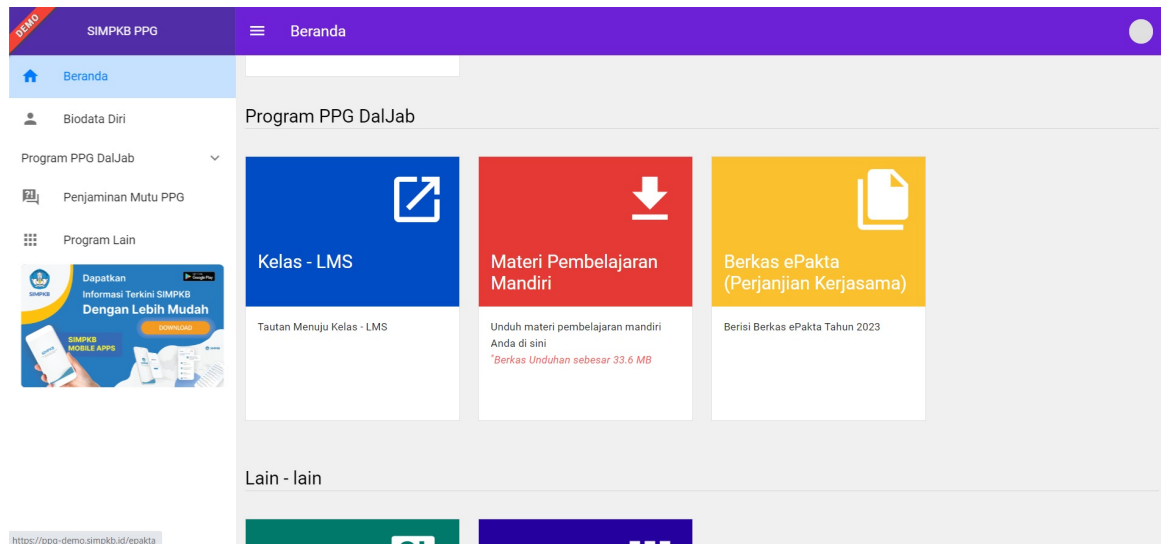 DEMO
SIMPKB PPG
Beranda
Beranda
Biodata Diri
Program PPG DalJab
Penjaminan Mutu PPG
Program Lain
SIMPKB
Dapatkan
Google Play
Informasi Terkini SIMPKB
Dengan Lebih Mudah
DOWNLOAD
SIMPKB
MOBILE APPS
Program PPG DalJab
Kelas - LMS
Tautan Menuju Kelas - LMS
Materi Pembelajaran
Mandiri
Unduh materi pembelajaran mandiri
Anda di sini
*Berkas Unduhan sebesar 33.6 MB
Berkas ePakta
(Perjanjian Kerjasama)
Berisi Berkas ePakta Tahun 2023
Lain - lain
https://ppg-demo.simpkb.id/epakta